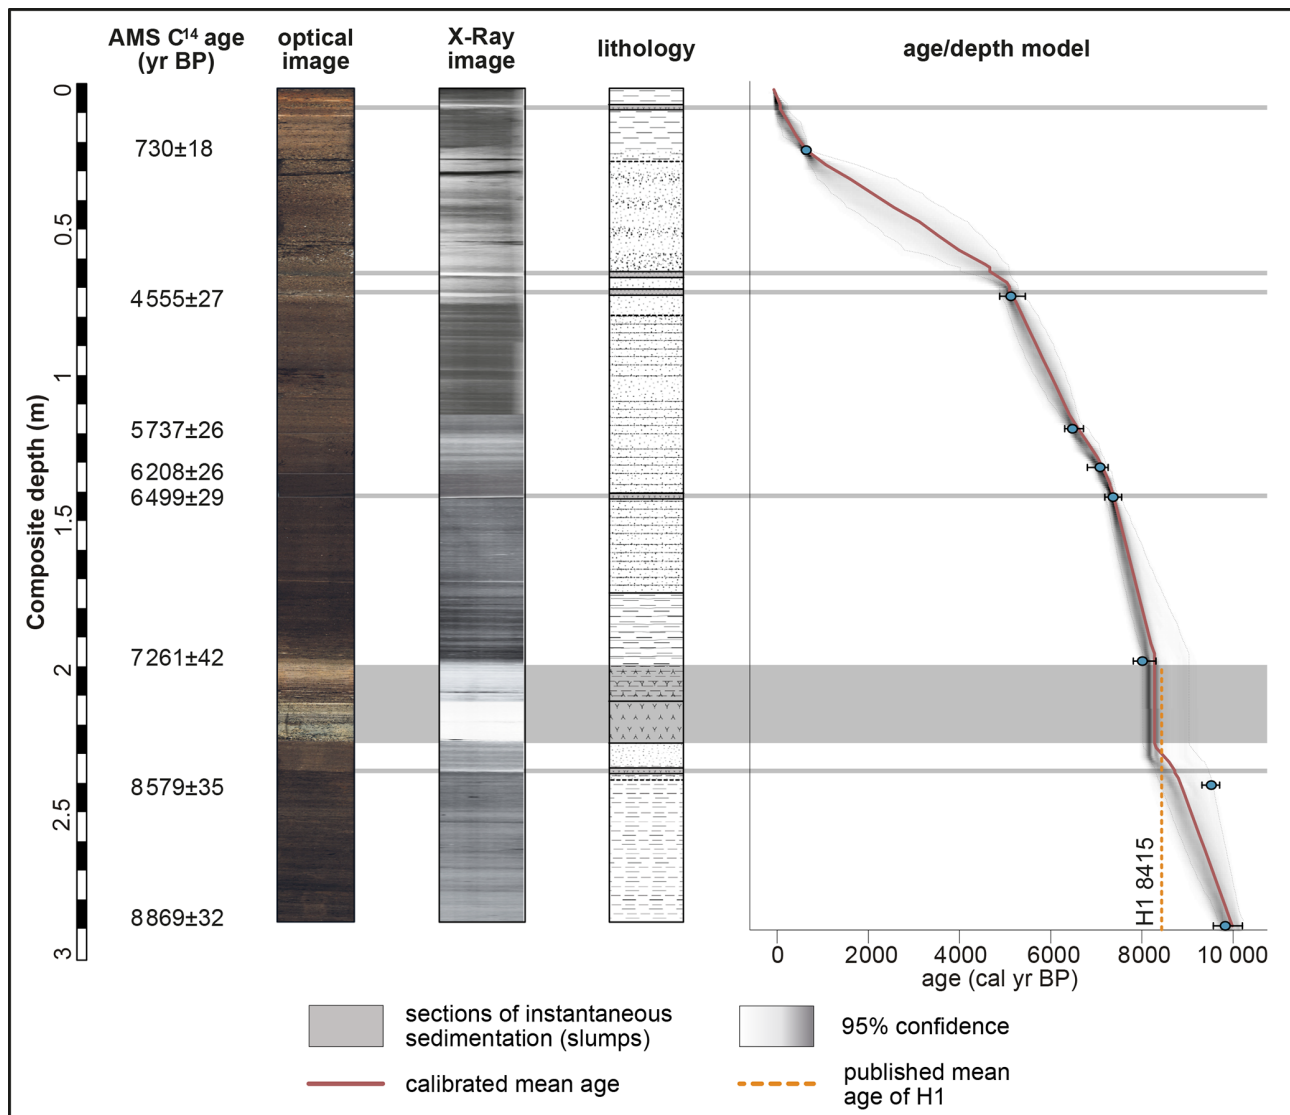 AMS C¹⁴ age
(yr BP)
optical
image
X-Ray
image
lithology
age/depth model
Composite depth (m)
0
0.5
1
1.5
2
2.5
3
730±18
4555±27
5737±26
6208±26
6499±29
7261±42
8579±35
8869±32
H1 8415
0 2000 4000 6000 8000 10 000
age (cal yr BP)
sections of instantaneous
sedimentation (slumps)
95% confidence
calibrated mean age
published mean
age of H1